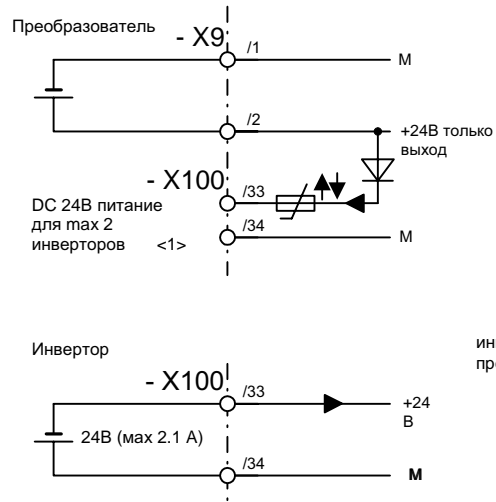 Преобразователь
- X9
/1
M
/2
+24В только
выход
- X100
DC 24В питание
для max 2
инверторов <1>
/33
/34
M
Инвертор
- X100
/33
+24
В
24В (мах 2.1 А)
/34
М